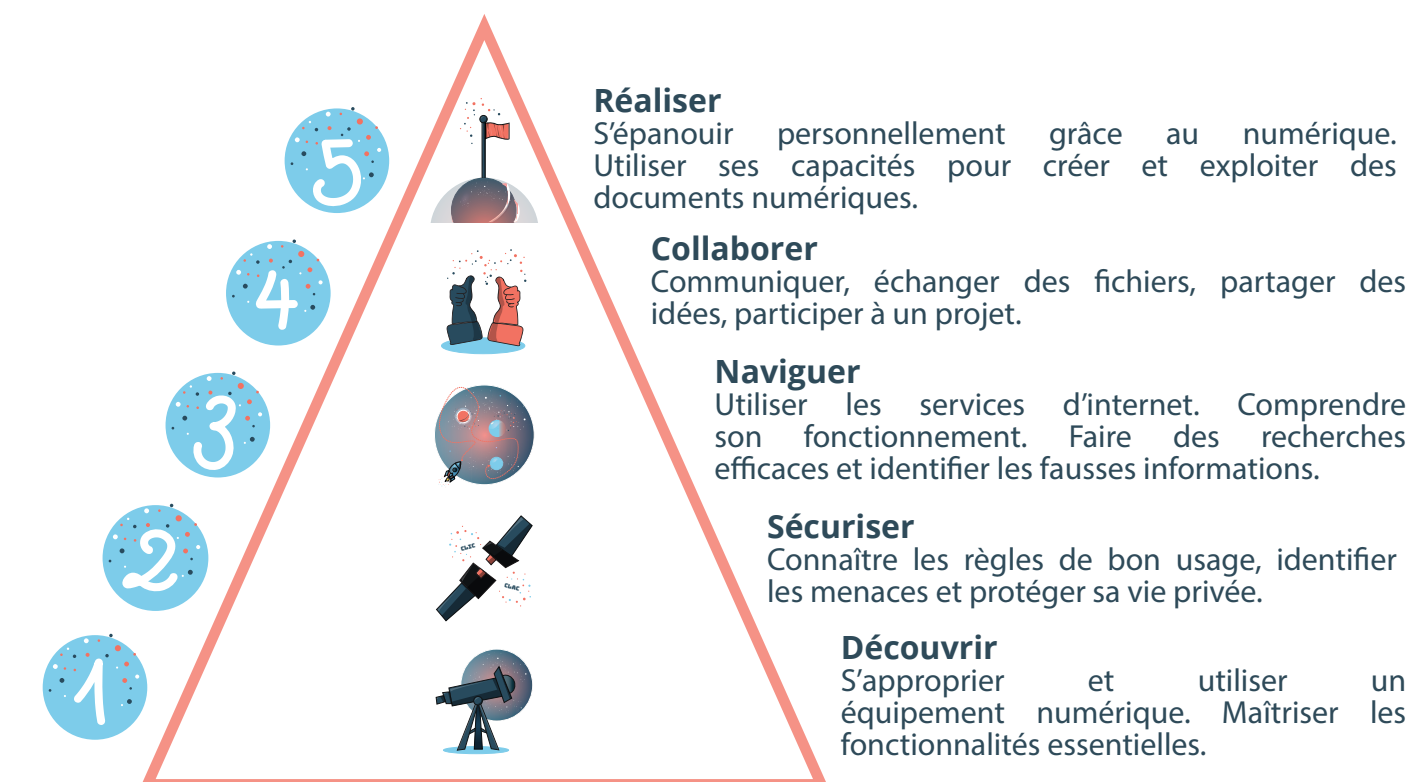 5
Réaliser
S'épanouir personnellement grâce au numérique.
Utiliser ses capacités pour créer et exploiter des
documents numériques.
4
Collaborer
Communiquer, échanger des fichiers, partager des
idées, participer à un projet.
3
Naviguer
Utiliser les services d'internet. Comprendre
son fonctionnement. Faire des recherches
efficaces et identifier les fausses informations.
2
CLIC
CLAC
Sécuriser
Connaître les règles de bon usage, identifier
les menaces et protéger sa vie privée.
1
Découvrir
S'approprier et utiliser un
équipement numérique. Maîtriser les
fonctionnalités essentielles.